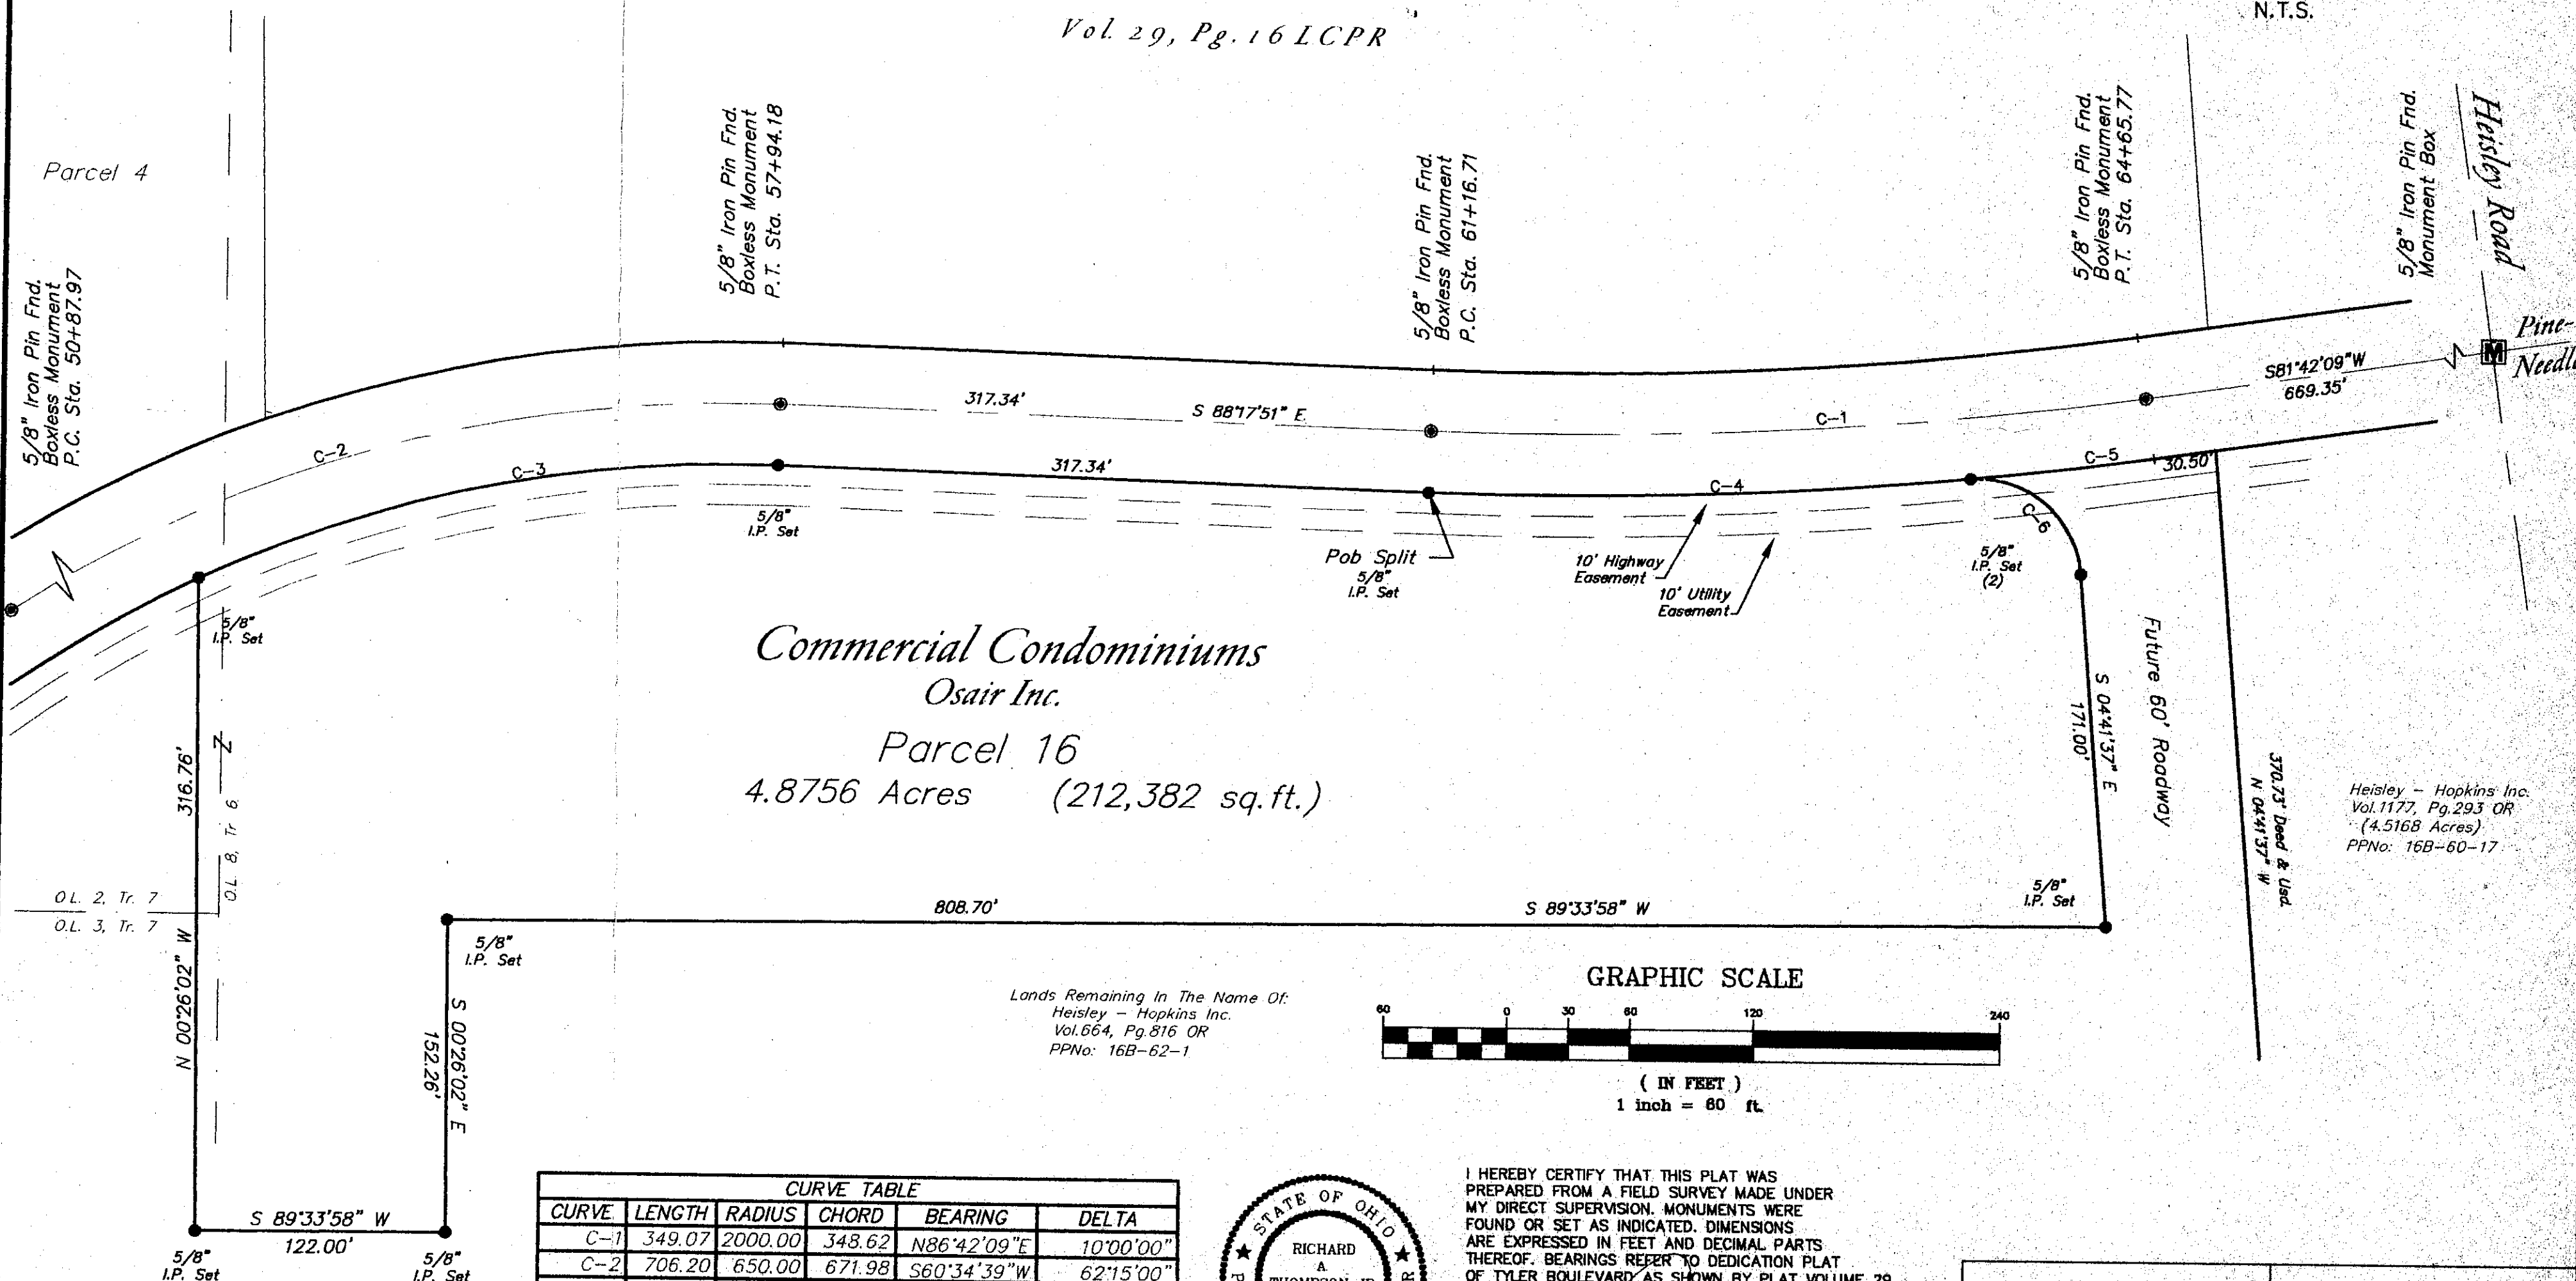 Vol. 29, Pg. 16 LCPR
N.T.S.
Parcel 4
5/8" Iron Pin Fnd.
Boxless Monument
P.C. Sta. 50+87.97
5/8" Iron Pin Fnd.
Boxless Monument
P.T. Sta. 57+94.18
5/8" Iron Pin Fnd.
Boxless Monument
P.C. Sta. 61+16.71
5/8" Iron Pin Fnd.
Boxless Monument
P.T. Sta. 64+65.77
5/8" Iron Pin Fnd.
Monument Box
Heisley Road
Pine-
M
S81°42'09"W
669.35'
C-2
317.34'
S 88°17'51" E
C-1
C-3
317.34'
C-4
C-5
30.50'
C-6
5/8"
I.P. Set
Pob Split
5/8"
I.P. Set
10' Highway
Easement
10' Utility
Easement
5/8"
I.P. Set
(2)
5/8"
I.P. Set
Commercial Condominiums
Osair Inc.
Parcel 16
4.8756 Acres (212,382 sq.ft.)
S 04°41'37" E
171.00'
Future 60' Roadway
370.73' Deed & Usd.
N 04°41'37" W
Heisley - Hopkins Inc.
Vol.1177, Pg.293 OR
(4.5168 Acres)
PPNo: 16B-60-17
316.76'
N 00°26'02" W
O.L. 8, Tr 6
O.L. 2, Tr. 7
O.L. 3, Tr. 7
808.70'
S 89°33'58" W
5/8"
I.P. Set
5/8"
I.P. Set
S 00°26'02" E
152.26'
Lands Remaining In The Name Of:
Heisley - Hopkins Inc.
Vol.664, Pg.816 OR
PPNo: 16B-62-1
GRAPHIC SCALE
60 0 30 60 120 240
( IN FEET )
1 inch = 60 ft.
S 89°33'58" W
122.00'
5/8"
I.P. Set
5/8"
I.P. Set
CURVE TABLE
CURVE LENGTH RADIUS CHORD BEARING DELTA
C-1 349.07 2000.00 348.62 N86°42'09"E 10°00'00"
C-2 706.20 650.00 671.98 S60°34'39"W 62°15'00"
STATE OF OHIO
RICHARD
A
I HEREBY CERTIFY THAT THIS PLAT WAS
PREPARED FROM A FIELD SURVEY MADE UNDER
MY DIRECT SUPERVISION. MONUMENTS WERE
FOUND OR SET AS INDICATED. DIMENSIONS
ARE EXPRESSED IN FEET AND DECIMAL PARTS
THEREOF. BEARINGS REFER TO DEDICATION PLAT
OF TYLER BOULEVARD AS SHOWN BY PLAT VOLUME 29